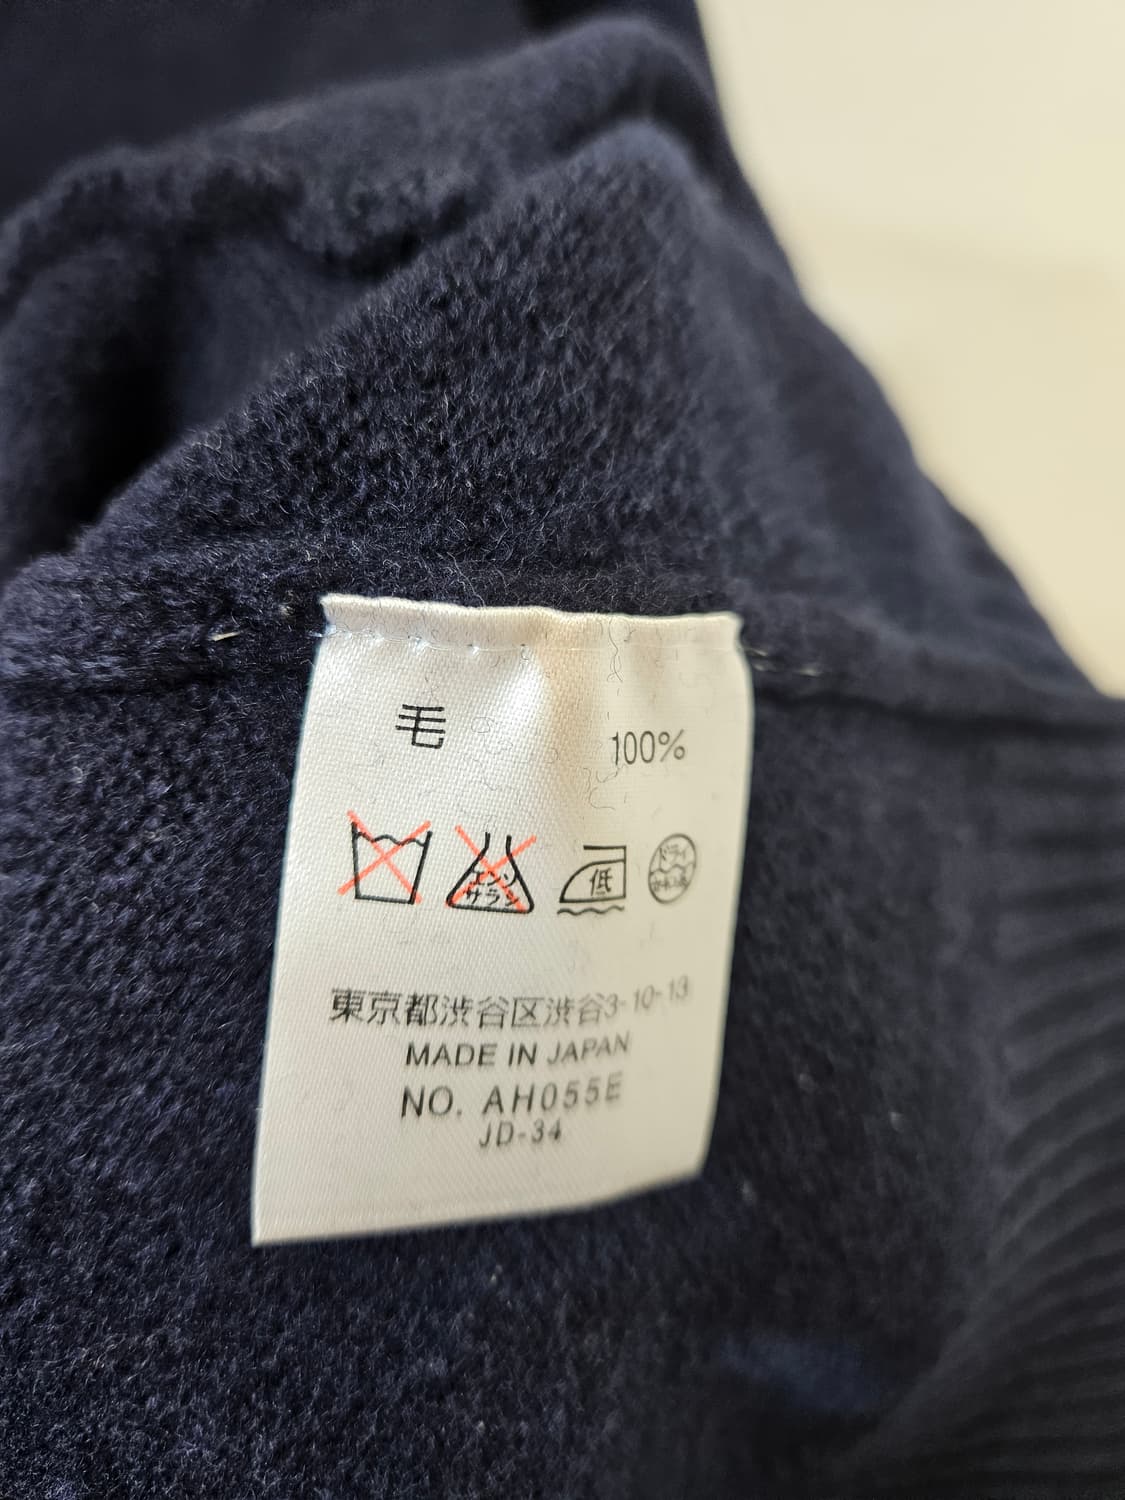 毛 100%
エンソ サラシ 低 ドライ
東京都渋谷区渋谷3-10-13
MADE IN JAPAN
NO. AH055E
JD-34